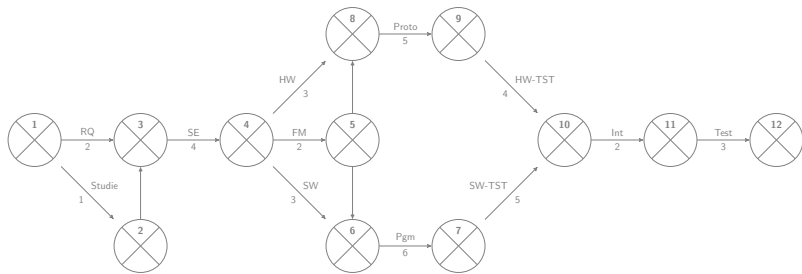 8
9
Proto
5
HW
3
HW-TST
4
1
RQ
2
3
SE
4
4
FM
2
5
10
Int
2
11
Test
3
12
Studie
1
SW
3
SW-TST
5
2
6
Pgm
6
7